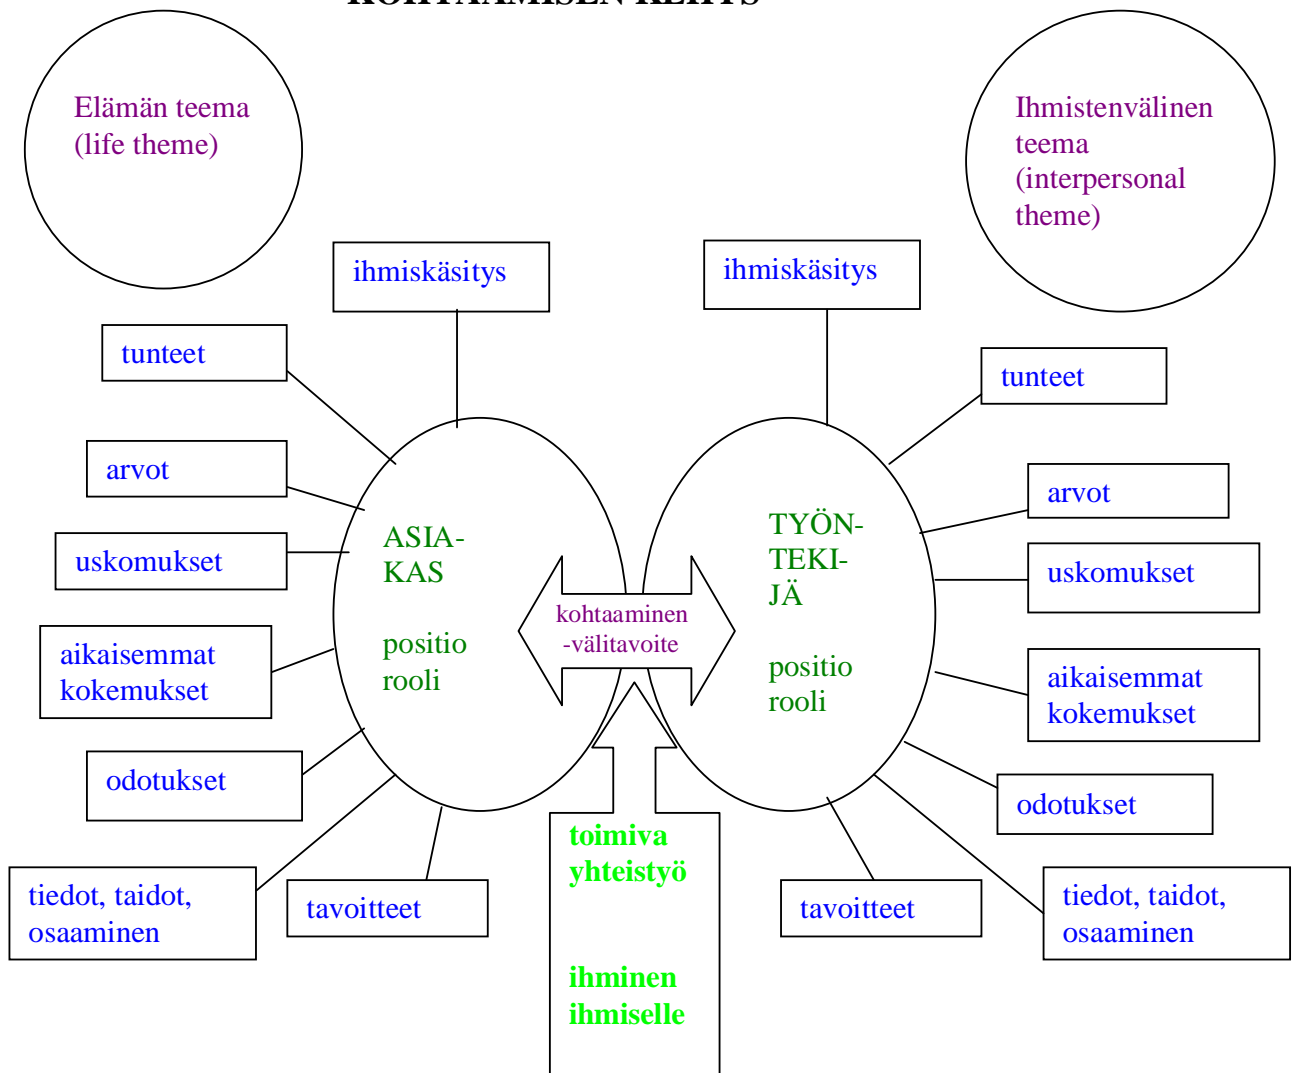 KOHTAAMISEN KEHYS
Elämän teema
(life theme)
Ihmistenvälinen
teema
(interpersonal
theme)
ihmiskäsitys
ihmiskäsitys
tunteet
tunteet
arvot
arvot
uskomukset
uskomukset
aikaisemmat
kokemukset
aikaisemmat
kokemukset
odotukset
odotukset
tiedot, taidot,
osaaminen
tavoitteet
tavoitteet
tiedot, taidot,
osaaminen
ASIA-
KAS
positio
rooli
kohtaaminen
-välitavoite
TYÖN-
TEKI-
JÄ
positio
rooli
toimiva
yhteistyö
ihminen
ihmiselle